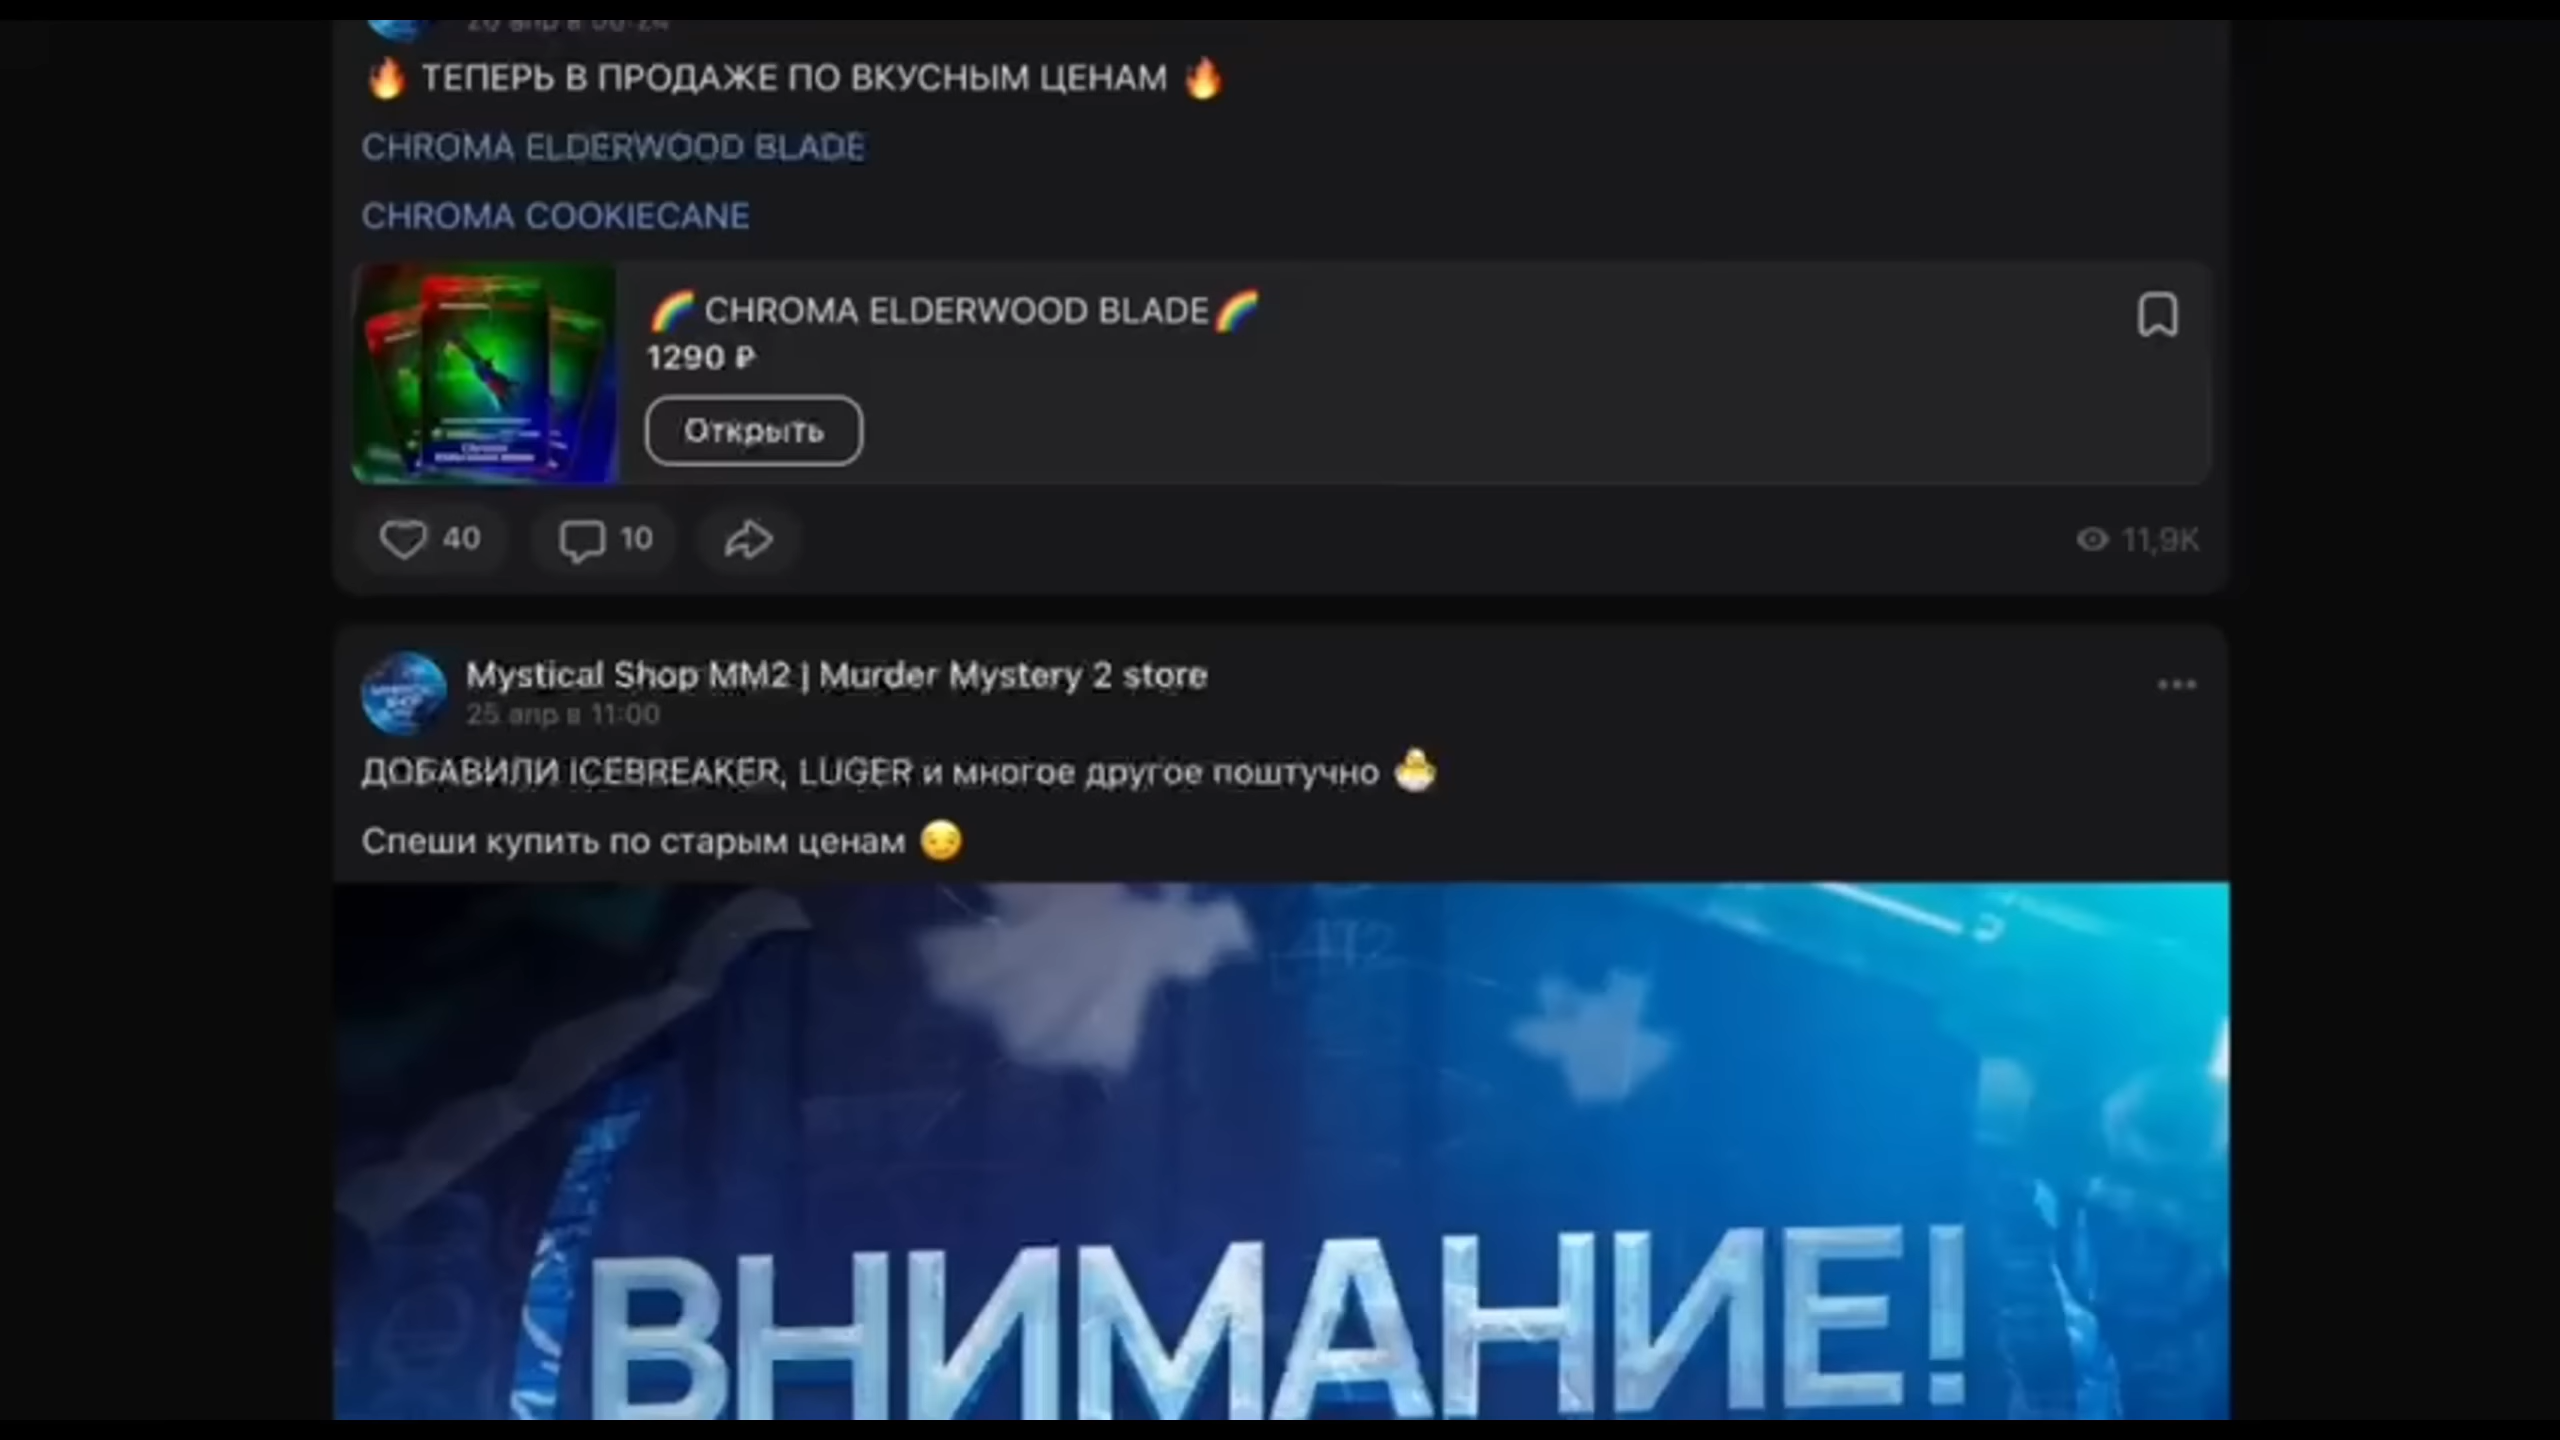 🔥 ТЕПЕРЬ В ПРОДАЖЕ ПО ВКУСНЫМ ЦЕНАМ 🔥
CHROMA ELDERWOOD BLADE
CHROMA COOKIECANE
🌈 CHROMA ELDERWOOD BLADE🌈
1290 ₽
Открыть
40 10 11,9K
Mystical Shop MM2 | Murder Mystery 2 store
25 апр в 11:00
ДОБАВИЛИ ICEBREAKER, LUGER и многое другое поштучно 🐣
Спеши купить по старым ценам 😏
ВНИМАНИЕ!